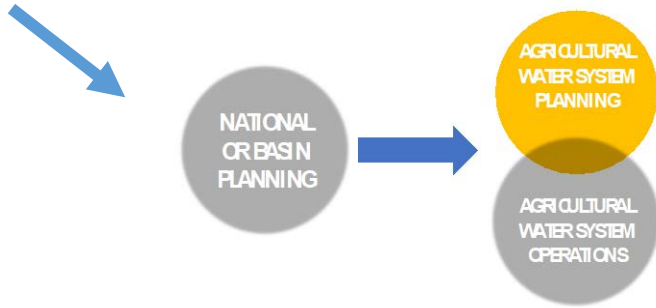 NATIONAL
OR BASIN
PLANNING
AGRICULTURAL
WATER SYSTEM
PLANNING
AGRICULTURAL
WATER SYSTEM
OPERATIONS